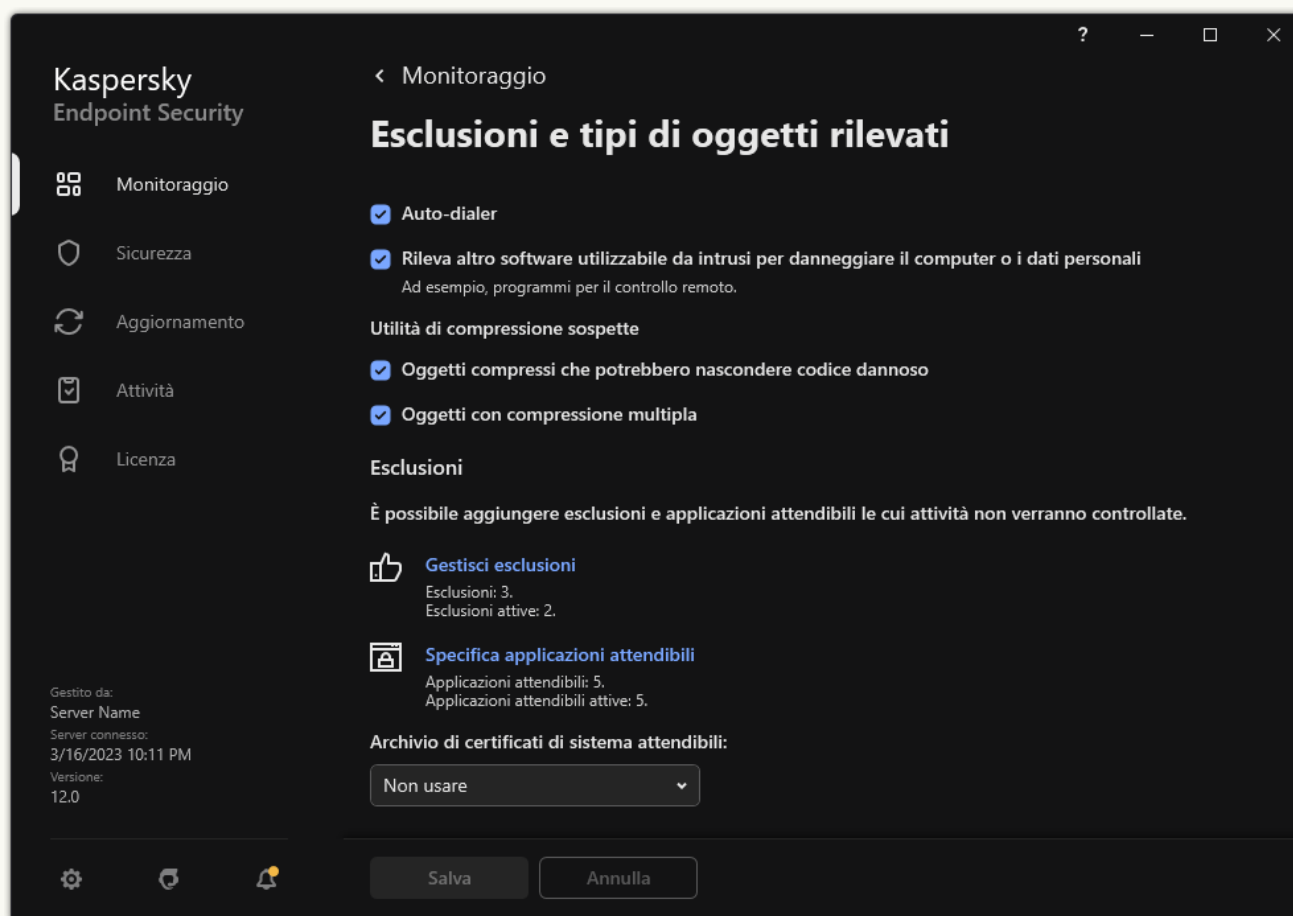 ?
Kaspersky
Endpoint Security
Monitoraggio
Sicurezza
Aggiornamento
Attività
Licenza
Gestito da:
Server Name
Server connesso:
3/16/2023 10:11 PM
Versione:
12.0
Monitoraggio
Esclusioni e tipi di oggetti rilevati
Auto-dialer
Rileva altro software utilizzabile da intrusi per danneggiare il computer o i dati personali
Ad esempio, programmi per il controllo remoto.
Utilità di compressione sospette
Oggetti compressi che potrebbero nascondere codice dannoso
Oggetti con compressione multipla
Esclusioni
È possibile aggiungere esclusioni e applicazioni attendibili le cui attività non verranno controllate.
Gestisci esclusioni
Esclusioni: 3.
Esclusioni attive: 2.
Specifica applicazioni attendibili
Applicazioni attendibili: 5.
Applicazioni attendibili attive: 5.
Archivio di certificati di sistema attendibili:
Non usare
Salva
Annulla